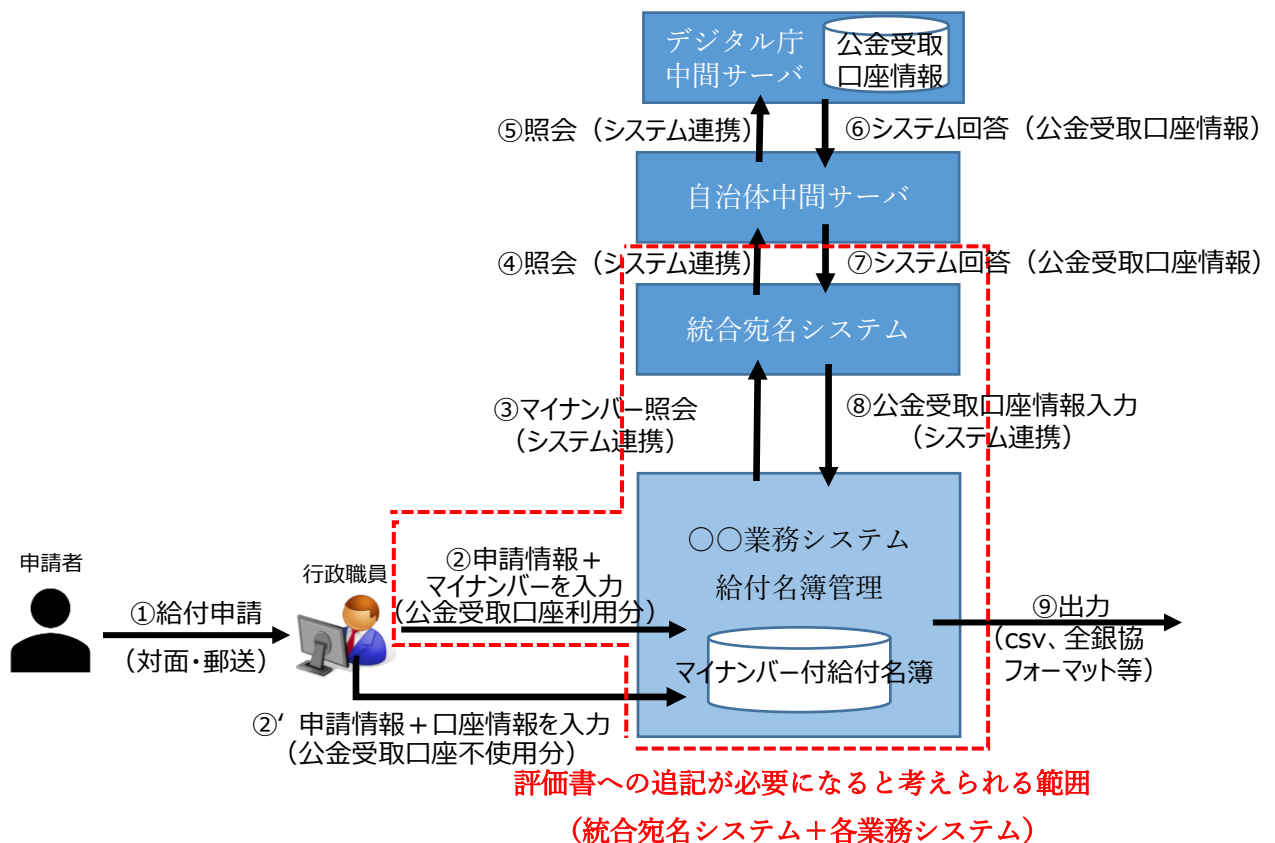 デジタル庁
中間サーバ
公金受取
口座情報
⑤照会（システム連携）
⑥システム回答（公金受取口座情報）
自治体中間サーバ
④照会（システム連携）
⑦システム回答（公金受取口座情報）
統合宛名システム
③マイナンバー照会
（システム連携）
⑧公金受取口座情報入力
（システム連携）
申請者
①給付申請
（対面・郵送）
行政職員
②申請情報＋
マイナンバーを入力
（公金受取口座利用分）
○○業務システム
給付名簿管理
マイナンバー付給付名簿
⑨出力
（csv、全銀協
フォーマット等）
②‘ 申請情報＋口座情報を入力
（公金受取口座不使用分）
評価書への追記が必要になると考えられる範囲
（統合宛名システム＋各業務システム）